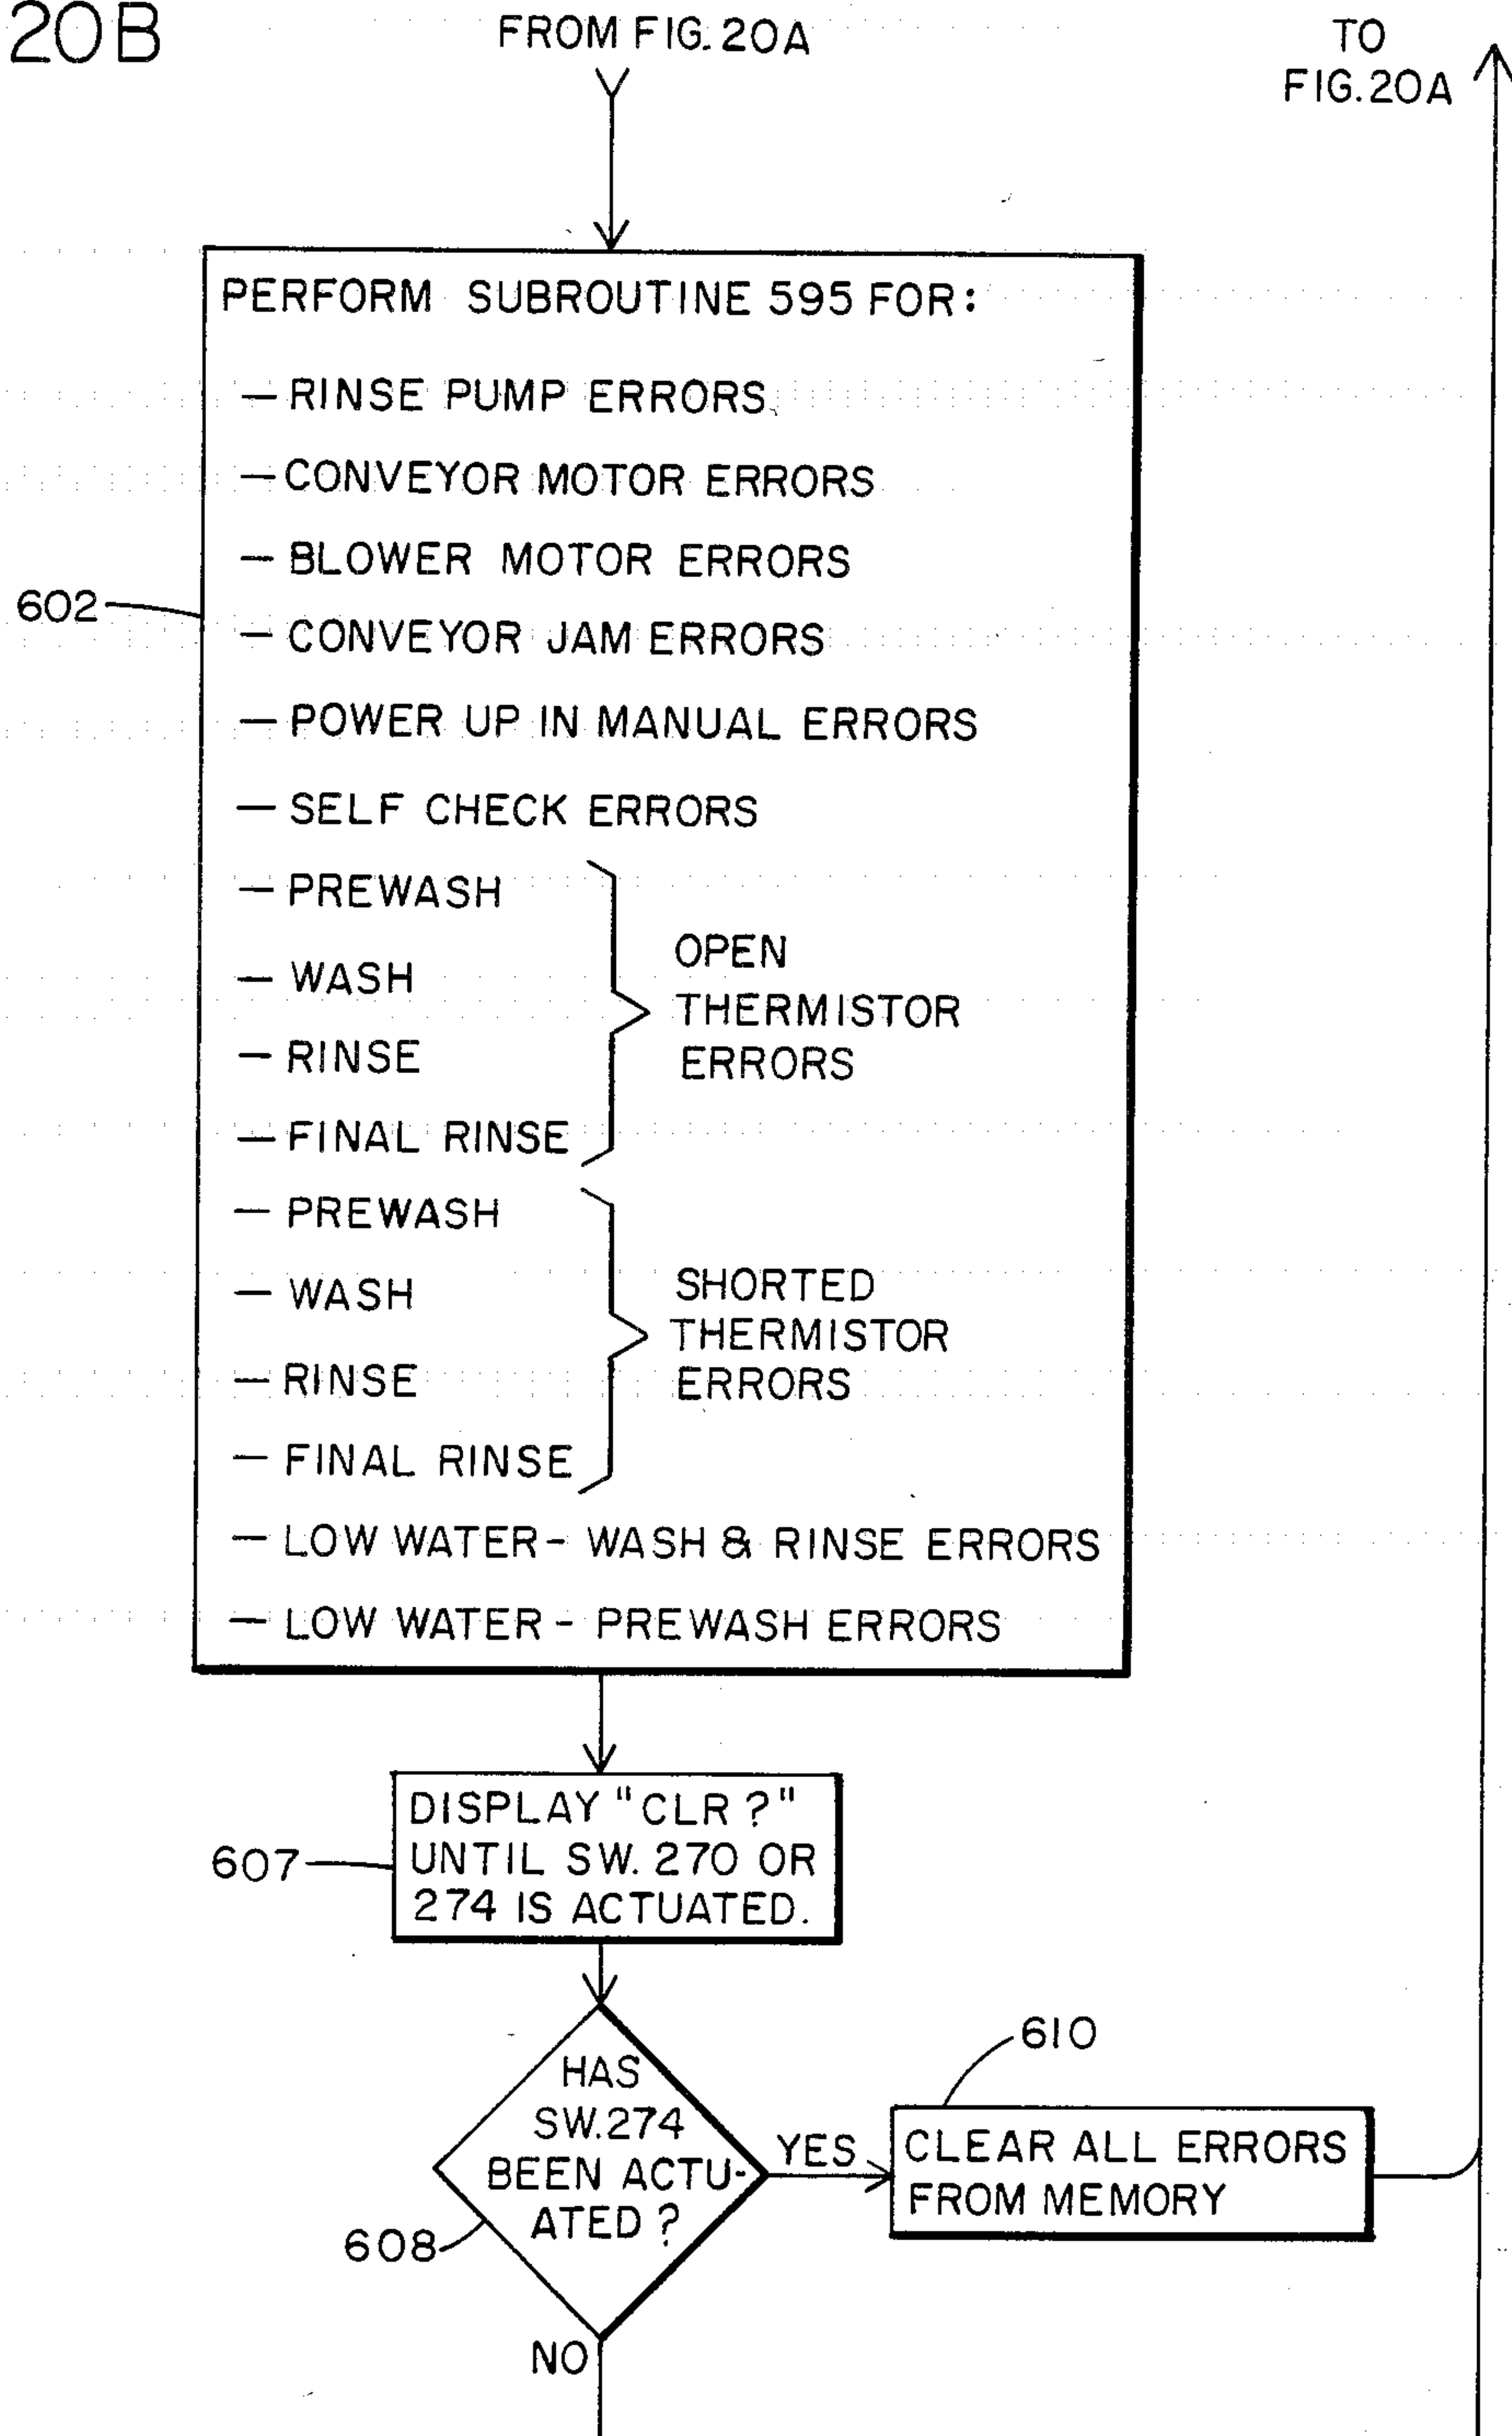 20B
FROM FIG. 20A
TO
FIG. 20A
PERFORM SUBROUTINE 595 FOR:
— RINSE PUMP ERRORS
— CONVEYOR MOTOR ERRORS
— BLOWER MOTOR ERRORS
602
— CONVEYOR JAM ERRORS
— POWER UP IN MANUAL ERRORS
— SELF CHECK ERRORS
— PREWASH
— WASH
— RINSE
— FINAL RINSE
OPEN
THERMISTOR
ERRORS
— PREWASH
— WASH
— RINSE
— FINAL RINSE
SHORTED
THERMISTOR
ERRORS
— LOW WATER - WASH & RINSE ERRORS
— LOW WATER - PREWASH ERRORS
DISPLAY "CLR ?"
UNTIL SW. 270 OR
274 IS ACTUATED.
607
HAS
SW. 274
BEEN ACTU-
ATED ?
608
YES
610
CLEAR ALL ERRORS
FROM MEMORY
NO